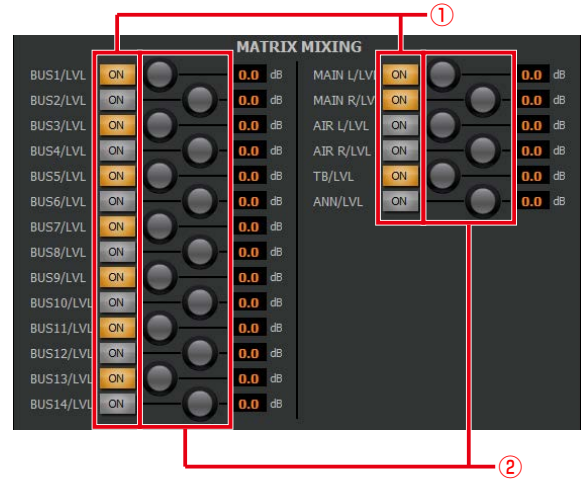 ①
MATRIX MIXING
BUS1/LVL ON 0.0 dB
BUS2/LVL ON 0.0 dB
BUS3/LVL ON 0.0 dB
BUS4/LVL ON 0.0 dB
BUS5/LVL ON 0.0 dB
BUS6/LVL ON 0.0 dB
BUS7/LVL ON 0.0 dB
BUS8/LVL ON 0.0 dB
BUS9/LVL ON 0.0 dB
BUS10/LVL ON 0.0 dB
BUS11/LVL ON 0.0 dB
BUS12/LVL ON 0.0 dB
BUS13/LVL ON 0.0 dB
BUS14/LVL ON 0.0 dB
MAIN L/LVL ON 0.0 dB
MAIN R/LV ON 0.0 dB
AIR L/LVL ON 0.0 dB
AIR R/LVL ON 0.0 dB
TB/LVL ON 0.0 dB
ANN/LVL ON 0.0 dB
②